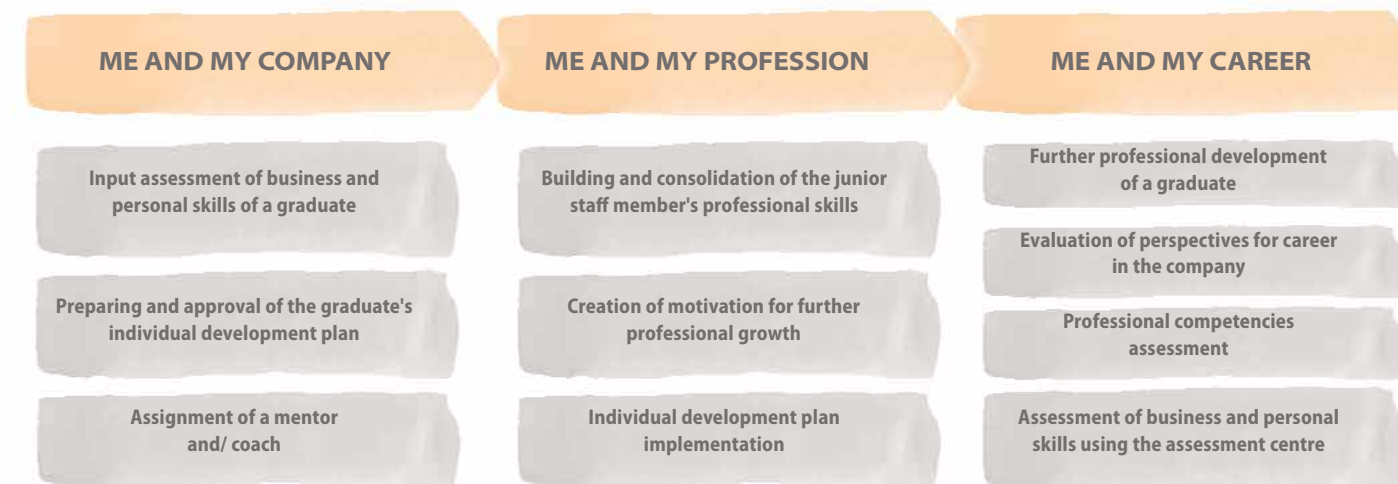 ME AND MY COMPANY
ME AND MY PROFESSION
ME AND MY CAREER
Input assessment of business and
personal skills of a graduate
Preparing and approval of the graduate's
individual development plan
Assignment of a mentor
and/ coach
Building and consolidation of the junior
staff member's professional skills
Creation of motivation for further
professional growth
Individual development plan
implementation
Further professional development
of a graduate
Evaluation of perspectives for career
in the company
Professional competencies
assessment
Assessment of business and personal
skills using the assessment centre